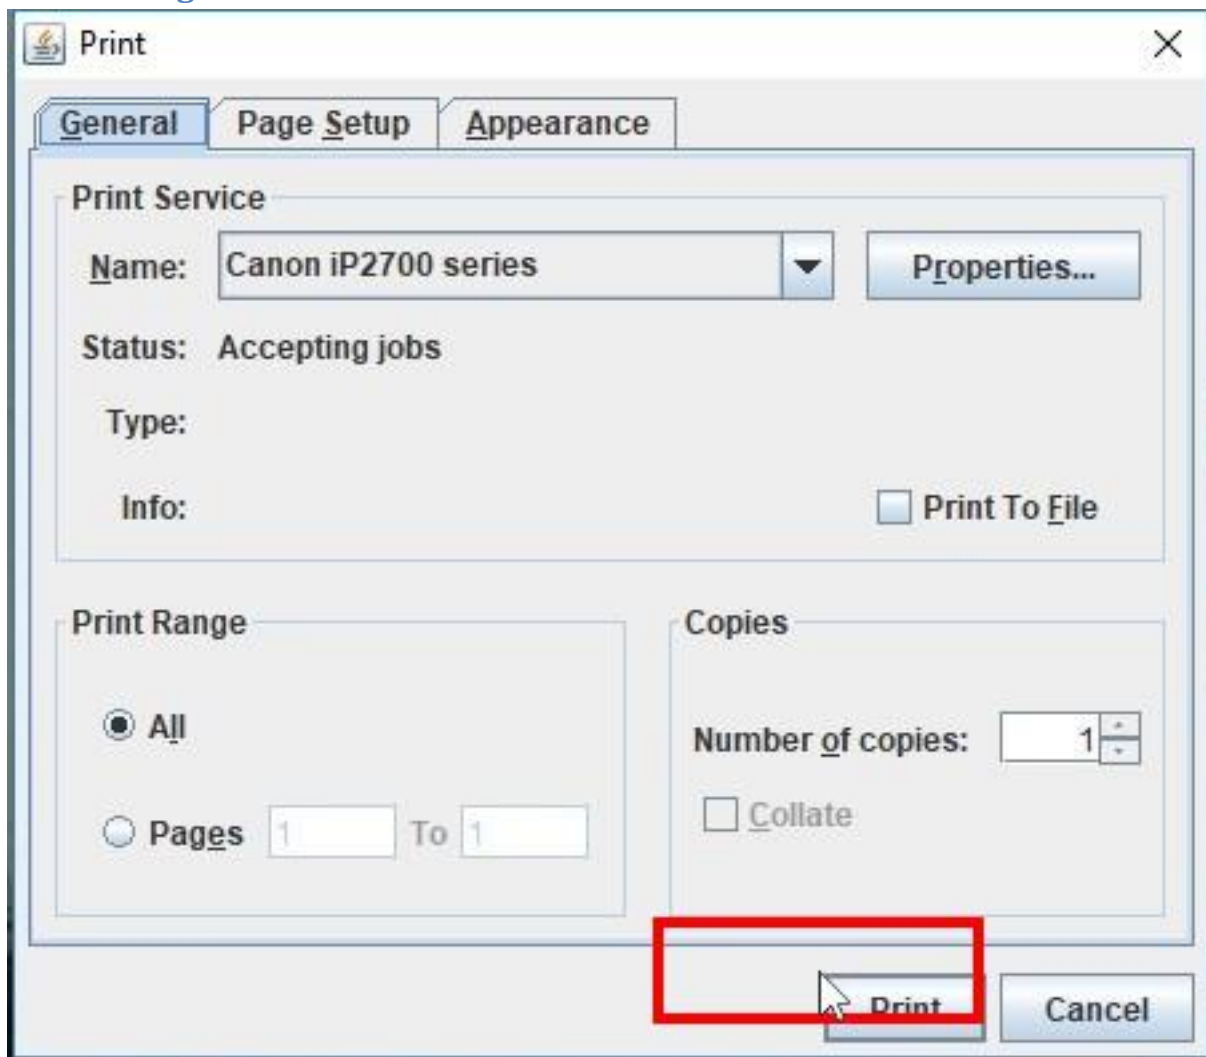 Print
General Page Setup Appearance
Print Service
Name: Canon iP2700 series Properties...
Status: Accepting jobs
Type:
Info: Print To File
Print Range Copies
All
Number of copies: 1
Collate
Pages 1 To 1
Print Cancel